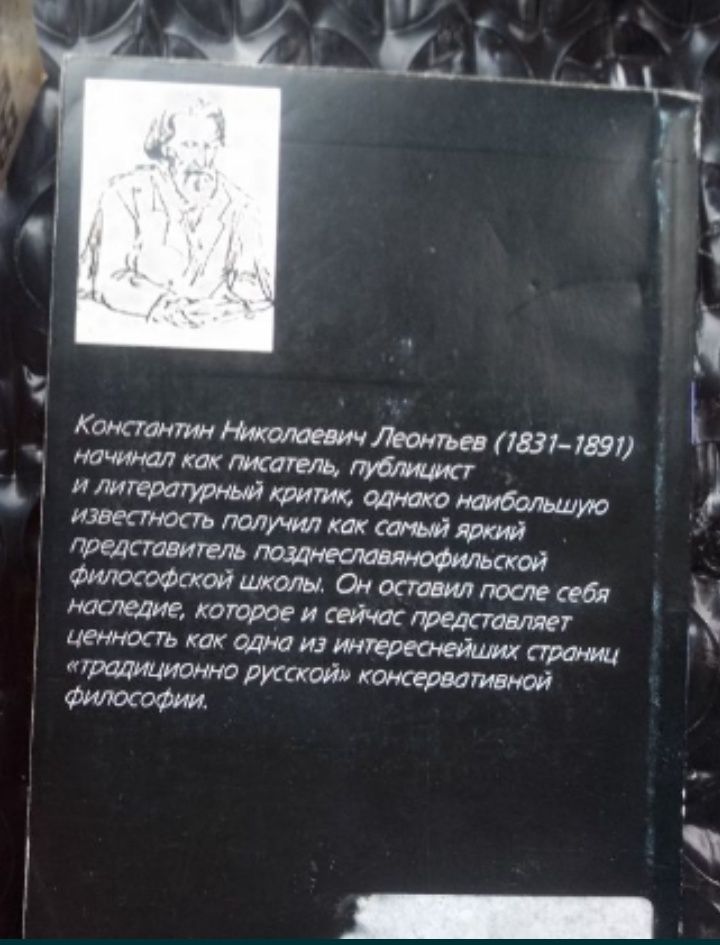 Константин Николаевич Леонтьев (1831–1891)
начинал как писатель, публицист
и литературный критик, однако наибольшую
известность получил как самый яркий
представитель позднеславянофильской
философской школы. Он оставил после себя
наследие, которое и сейчас представляет
ценность как одна из интереснейших страниц
«традиционно русской» консервативной
философии.